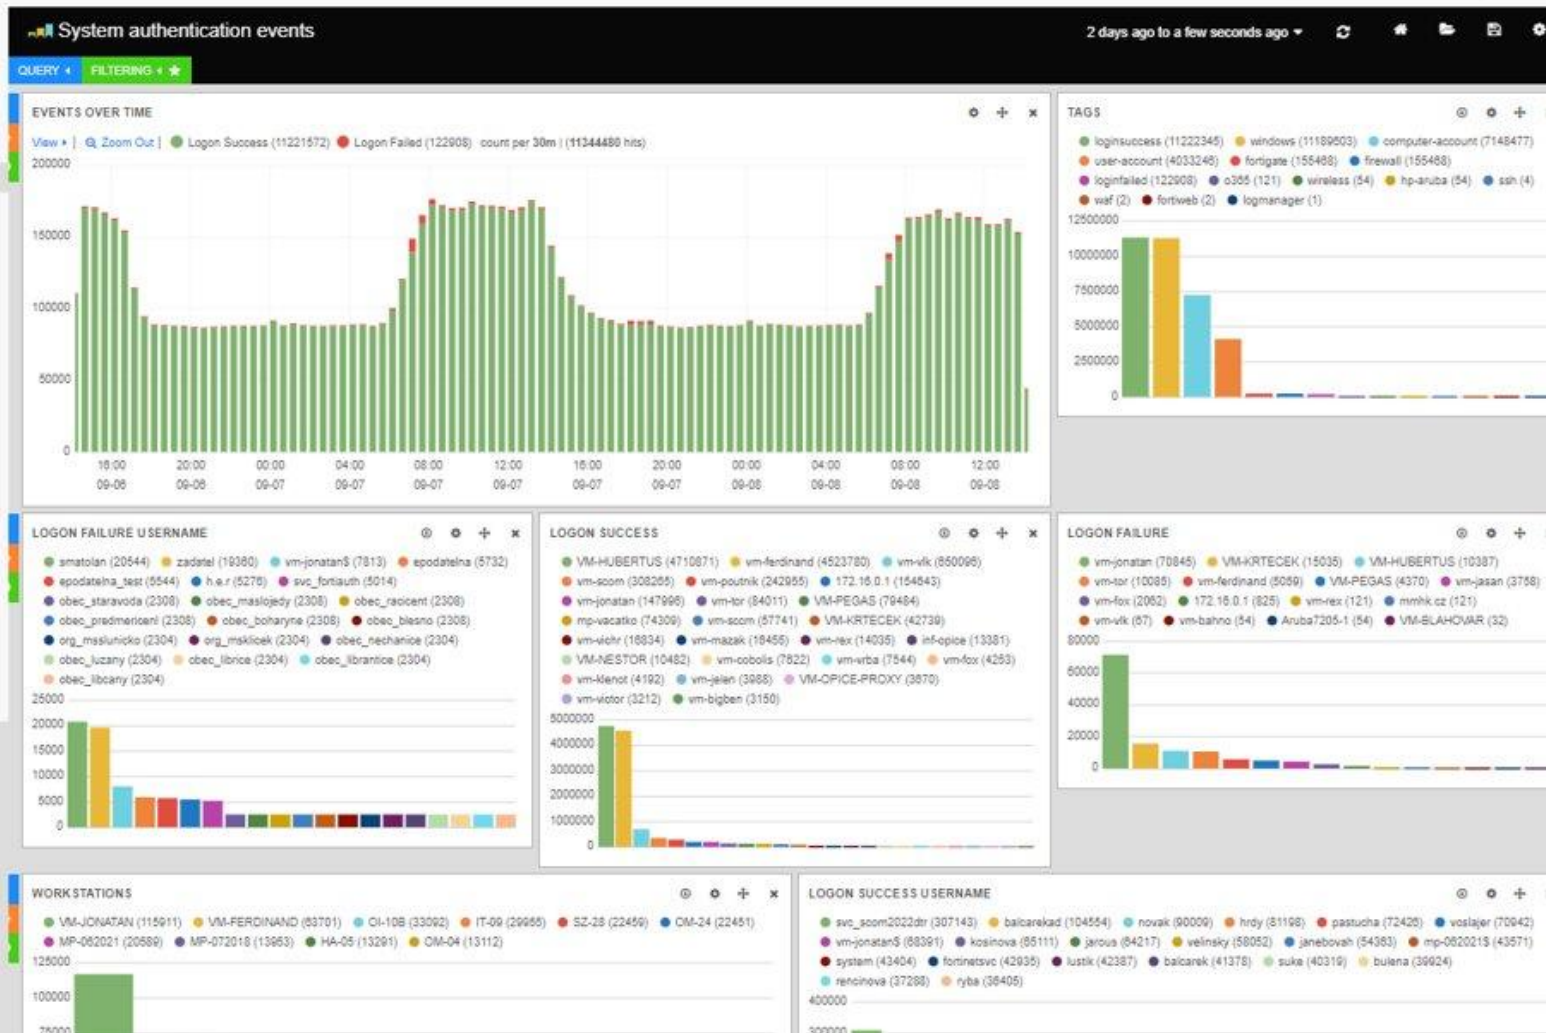 System authentication events
2 days ago to a few seconds ago
QUERY
FILTERING
EVENTS OVER TIME
View | Zoom Out | Logon Success (11221572) Logon Failed (122908) count per 30m | (11344480 hits)
200000
150000
100000
50000
0
16:00 20:00 00:00 04:00 08:00 12:00 16:00 20:00 00:00 04:00 08:00 12:00
09-06 09-06 09-07 09-07 09-07 09-07 09-07 09-07 09-08 09-08 09-08 09-08
TAGS
loginsuccess (11222345) windows (11189603) computer-account (7148477)
user-account (4033246) fortigate (155468) firewall (155468)
loginfailed (122908) o365 (121) wireless (54) hp-aruba (54) ssh (4)
waf (2) fortiweb (2) logmanager (1)
12500000
10000000
7500000
5000000
2500000
0
LOGON FAILURE USERNAME
smatolan (20544) zadatel (19360) vm-jonatan$ (7813) epodatelna (5732)
epodatelna_test (5544) h.e.r (5276) svc_fortiauth (5014)
obec_staravoda (2308) obec_maslojedy (2308) obec_racicent (2308)
obec_predmericenl (2308) obec_boharyne (2308) obec_blesno (2308)
org_msslunicko (2304) org_msklicek (2304) obec_nechanice (2304)
obec_luzany (2304) obec_librice (2304) obec_librantice (2304)
obec_libcany (2304)
25000
20000
15000
10000
5000
0
LOGON SUCCESS
VM-HUBERTUS (4710871) vm-ferdinand (4523780) vm-vlk (650096)
vm-scom (308265) vm-poutnik (242955) 172.16.0.1 (154643)
vm-jonatan (147996) vm-tor (84011) VM-PEGAS (79484)
mp-vacatko (74309) vm-sccm (57741) VM-KRTECEK (42739)
vm-vichr (16834) vm-mazak (16455) vm-rex (14035) inf-opice (13381)
VM-NESTOR (10482) vm-cobolis (7622) vm-vrba (7544) vm-fox (4253)
vm-klenot (4192) vm-jelen (3988) VM-OPICE-PROXY (3670)
vm-victor (3212) vm-bigben (3150)
5000000
4000000
3000000
2000000
1000000
0
LOGON FAILURE
vm-jonatan (70845) VM-KRTECEK (15035) VM-HUBERTUS (10387)
vm-tor (10085) vm-ferdinand (5059) VM-PEGAS (4370) vm-jasan (3758)
vm-fox (2062) 172.16.0.1 (825) vm-rex (121) mmhk.cz (121)
vm-vlk (67) vm-bahno (54) Aruba7205-1 (54) VM-BLAHOVAR (32)
80000
60000
40000
20000
0
WORKSTATIONS
VM-JONATAN (115911) VM-FERDINAND (63701) OI-10B (33092) IT-09 (29965) SZ-28 (22459) OM-24 (22451)
MP-062021 (20589) MP-072018 (13953) HA-05 (13291) OM-04 (13112)
125000
100000
75000
LOGON SUCCESS USERNAME
svc_scom2022dtr (307143) balcarekad (104554) novak (90009) hrdy (81198) pastucha (72426) voslajer (70942)
vm-jonatan$ (68391) kosinova (65111) jarous (64217) velinsky (58052) janebovah (54363) mp-062021$ (43571)
system (43404) fortinetsvc (42935) lustik (42387) balcarek (41378) suke (40319) bulena (39924)
rencinova (37288) ryba (36405)
400000
300000